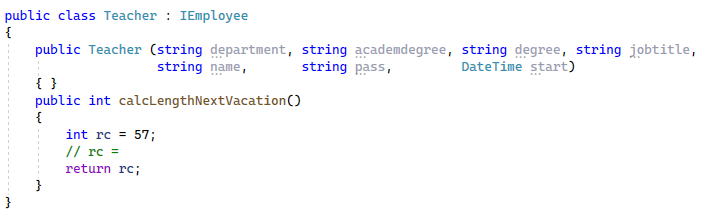 public class Teacher : IEmployee
{
    public Teacher (string department, string academdegree, string degree, string jobtitle,
                    string name,       string pass,         DateTime start)
    { }
    public int calcLengthNextVacation()
    {
        int rc = 57;
        // rc =
        return rc;
    }
}